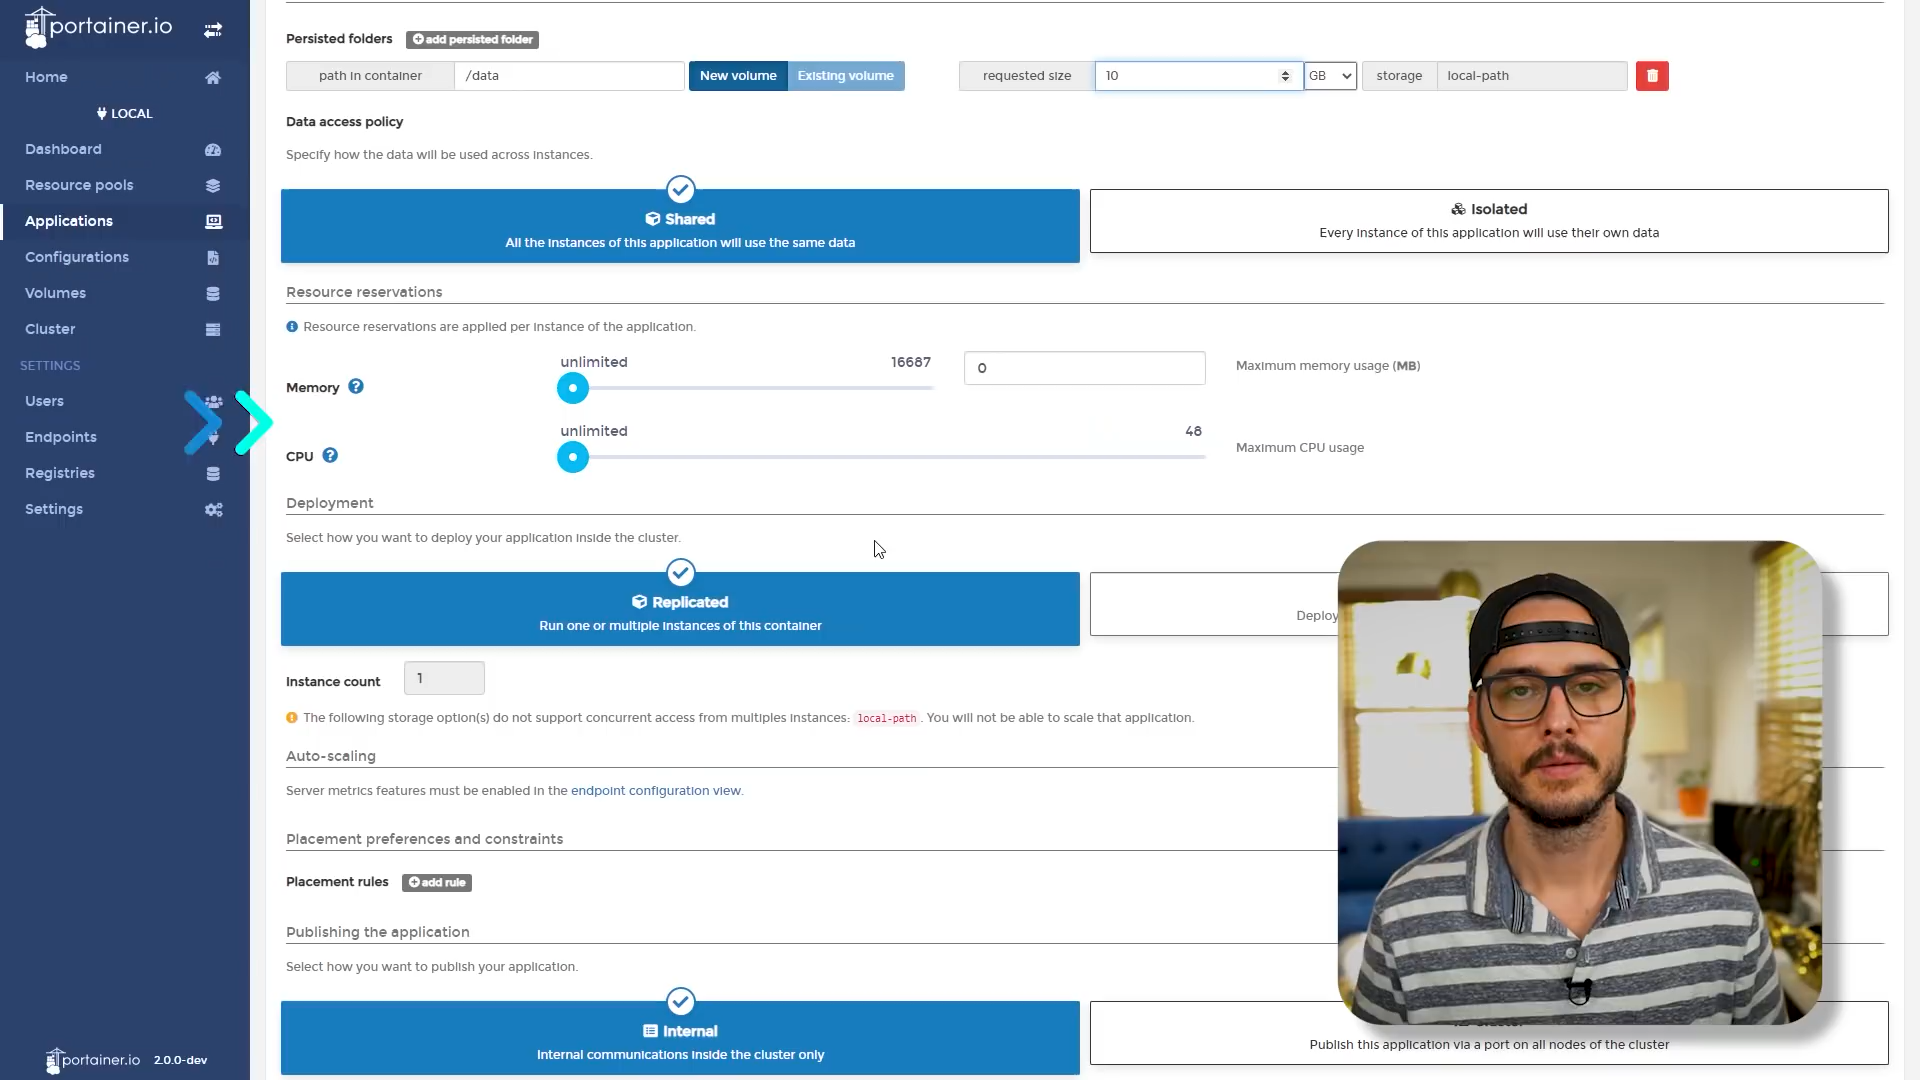 portainer.io
Home
LOCAL
Dashboard
Resource pools
Applications
Configurations
Volumes
Cluster
SETTINGS
Users
Endpoints
Registries
Settings
portainer.io 2.0.0-dev
Persisted folders add persisted folder
path in container /data New volume Existing volume requested size 10 GB storage local-path
Data access policy
Specify how the data will be used across instances.
Shared
All the instances of this application will use the same data
Isolated
Every instance of this application will use their own data
Resource reservations
Resource reservations are applied per instance of the application.
unlimited 16687
Memory 0 Maximum memory usage (MB)
unlimited 48
CPU Maximum CPU usage
Deployment
Select how you want to deploy your application inside the cluster.
Replicated
Run one or multiple instances of this container
Deploy
Instance count 1
The following storage option(s) do not support concurrent access from multiples instances: local-path. You will not be able to scale that application.
Auto-scaling
Server metrics features must be enabled in the endpoint configuration view.
Placement preferences and constraints
Placement rules add rule
Publishing the application
Select how you want to publish your application.
Internal
Internal communications inside the cluster only
Publish this application via a port on all nodes of the cluster